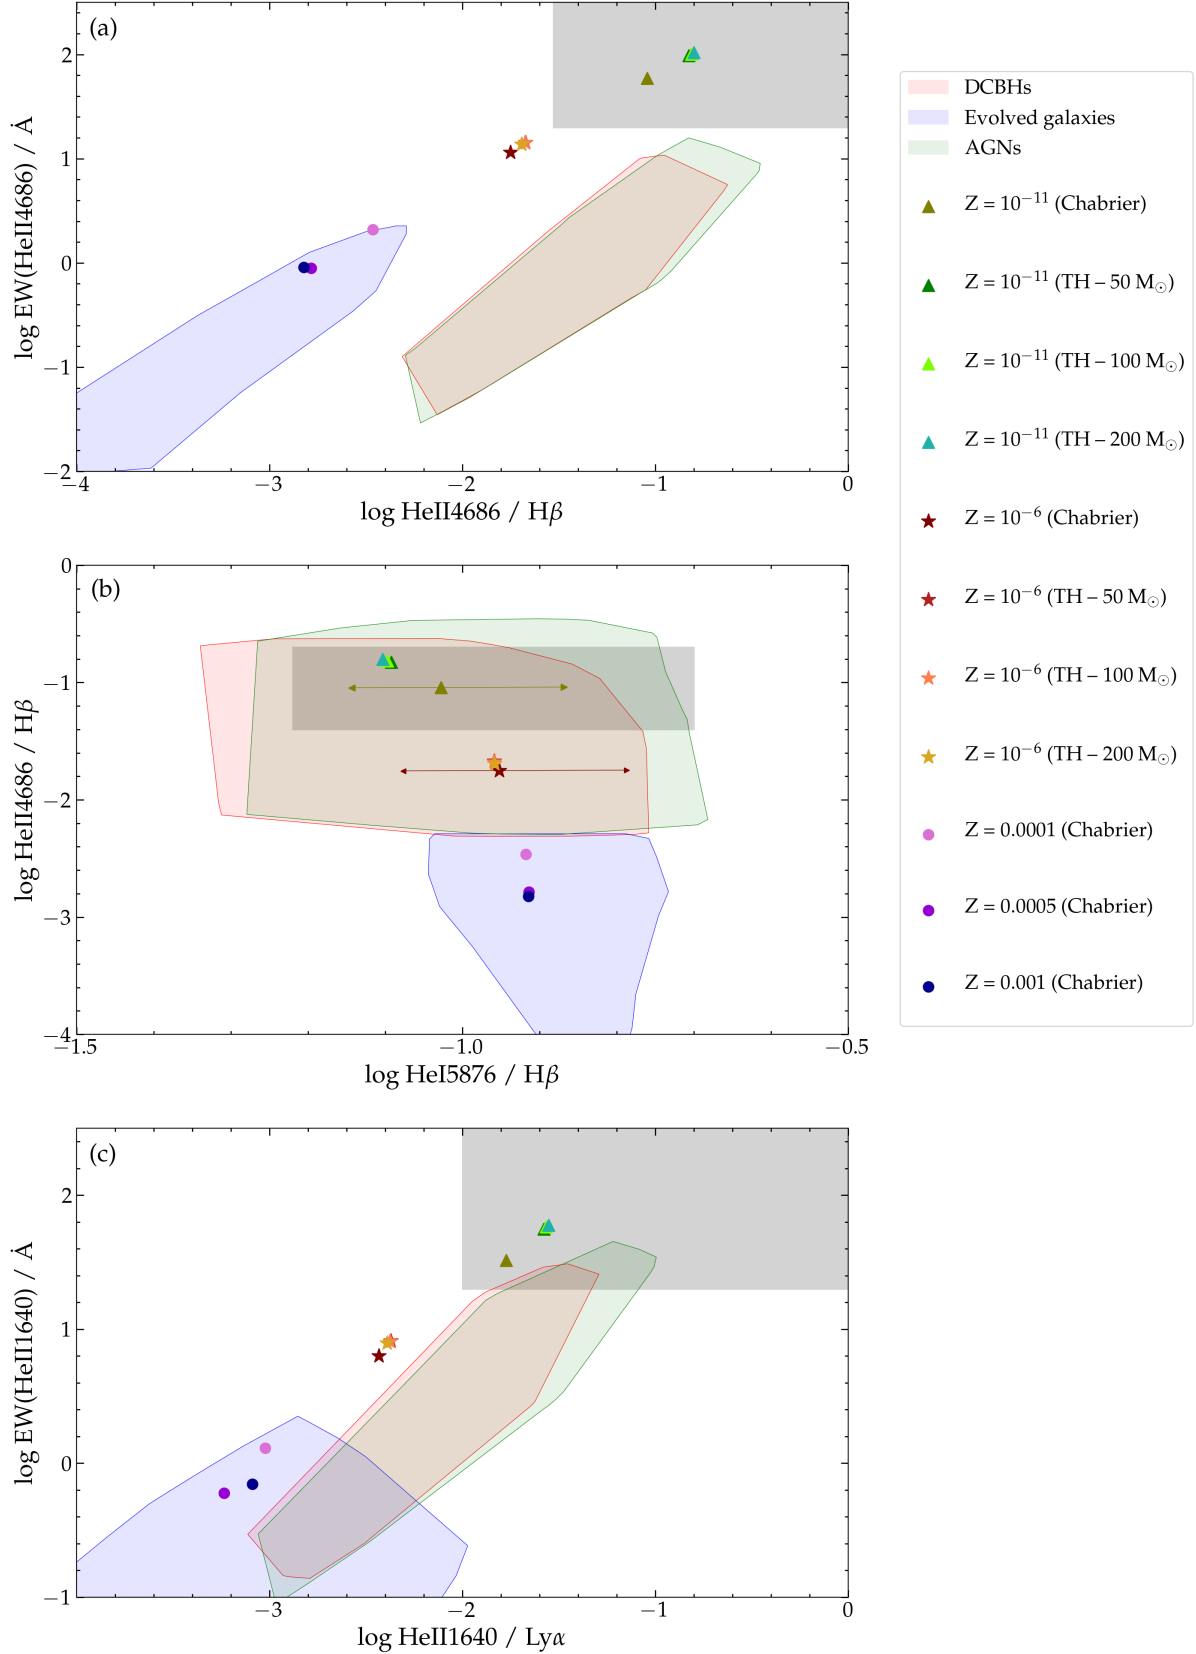 (a)
2
1
0
−1
−2
log EW(HeII4686) / Å
−4
−3
−2
−1
0
log HeII4686 / Hβ
(b)
0
−1
−2
−3
−4
log HeII4686 / Hβ
−1.5
−1.0
−0.5
log HeI5876 / Hβ
(c)
2
1
0
−1
log EW(HeII1640) / Å
−3
−2
−1
0
log HeII1640 / Lyα
DCBHs
Evolved galaxies
AGNs
Z = 10⁻¹¹ (Chabrier)
Z = 10⁻¹¹ (TH – 50 M☉)
Z = 10⁻¹¹ (TH – 100 M☉)
Z = 10⁻¹¹ (TH – 200 M☉)
Z = 10⁻⁶ (Chabrier)
Z = 10⁻⁶ (TH – 50 M☉)
Z = 10⁻⁶ (TH – 100 M☉)
Z = 10⁻⁶ (TH – 200 M☉)
Z = 0.0001 (Chabrier)
Z = 0.0005 (Chabrier)
Z = 0.001 (Chabrier)